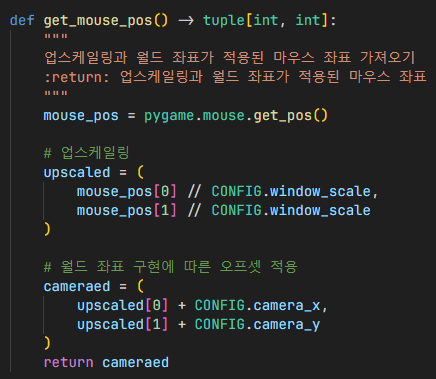 def get_mouse_pos() -> tuple[int, int]:
    """
    업스케일링과 월드 좌표가 적용된 마우스 좌표 가져오기
    :return: 업스케일링과 월드 좌표가 적용된 마우스 좌표
    """
    mouse_pos = pygame.mouse.get_pos()

    # 업스케일링
    upscaled = (
        mouse_pos[0] // CONFIG.window_scale,
        mouse_pos[1] // CONFIG.window_scale
    )

    # 월드 좌표 구현에 따른 오프셋 적용
    cameraed = (
        upscaled[0] + CONFIG.camera_x,
        upscaled[1] + CONFIG.camera_y
    )
    return cameraed